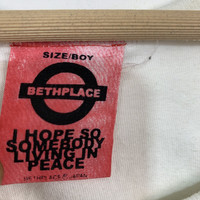 SIZE/BOY
BETHPLACE
I HOPE SO
SOMEBODY
LIVING IN
PEACE